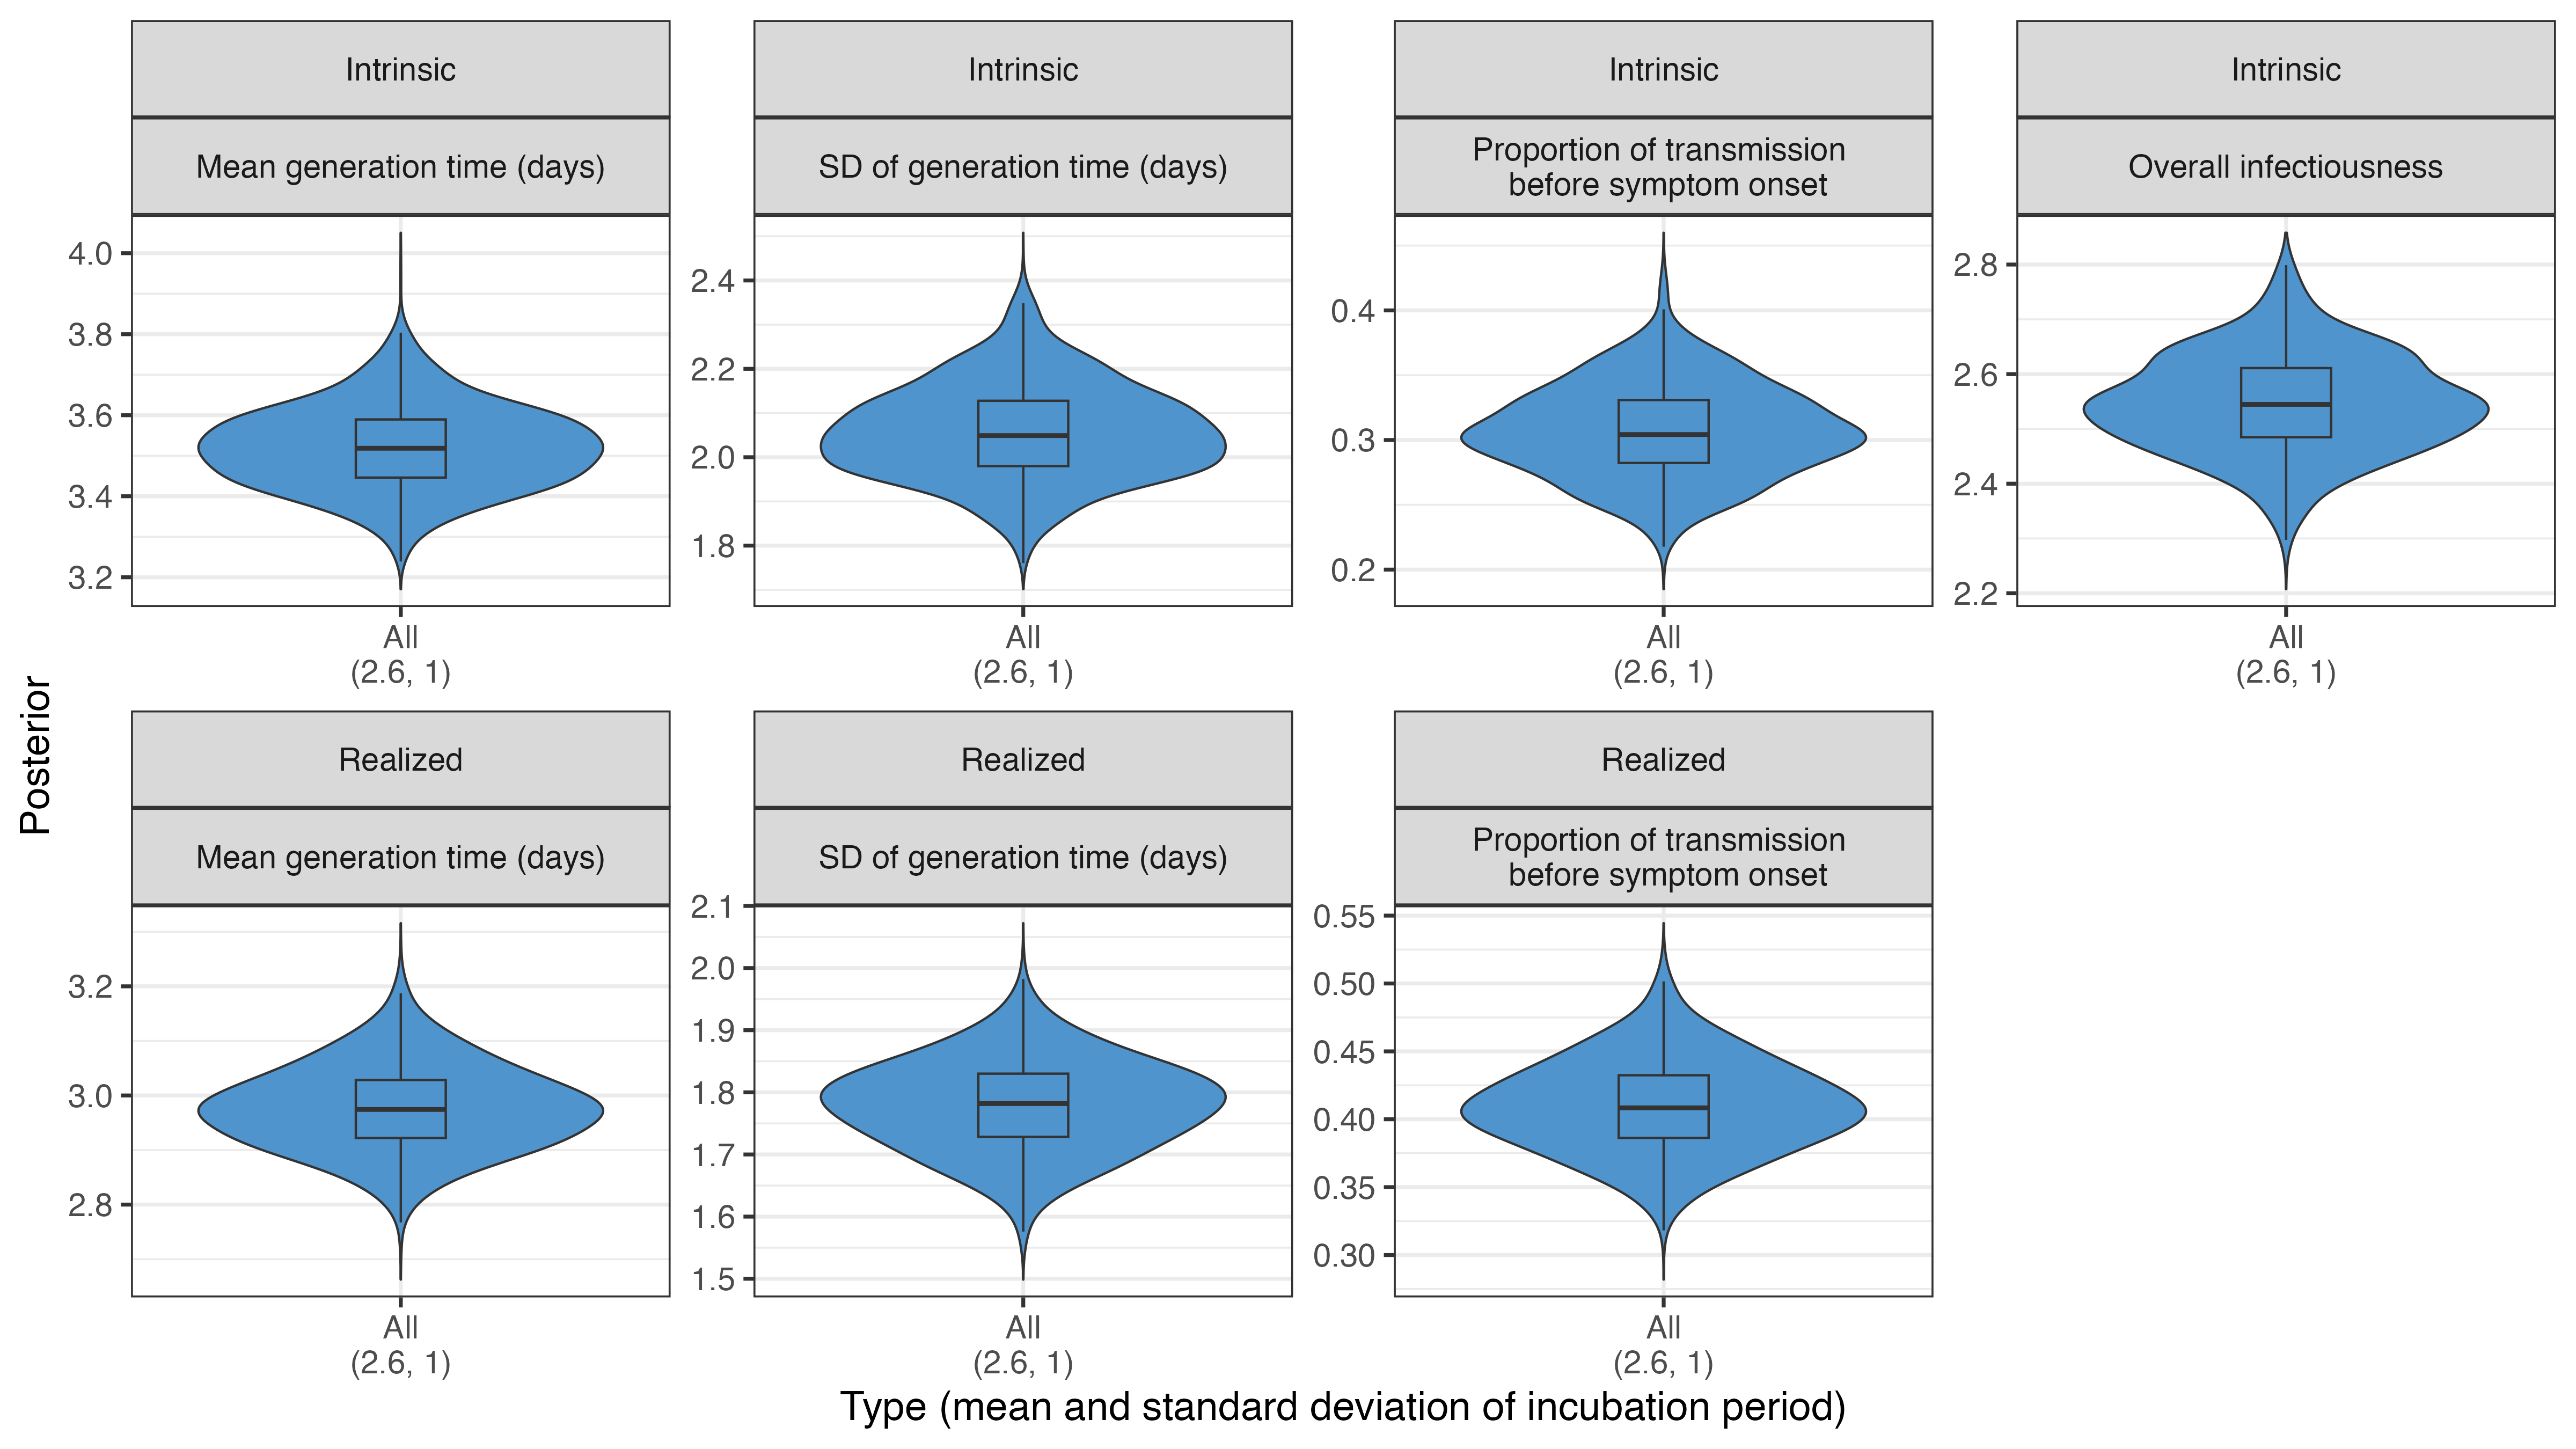 Intrinsic
Intrinsic
Intrinsic
Intrinsic
Mean generation time (days)
SD of generation time (days)
Proportion of transmission
before symptom onset
Overall infectiousness
4.0
3.8
3.6
3.4
3.2
2.4
2.2
2.0
1.8
0.4
0.3
0.2
2.8
2.6
2.4
2.2
All
(2.6, 1)
All
(2.6, 1)
All
(2.6, 1)
All
(2.6, 1)
Posterior
Realized
Realized
Realized
Mean generation time (days)
SD of generation time (days)
Proportion of transmission
before symptom onset
3.2
3.0
2.8
2.1
2.0
1.9
1.8
1.7
1.6
1.5
0.55
0.50
0.45
0.40
0.35
0.30
All
(2.6, 1)
All
(2.6, 1)
All
(2.6, 1)
Type (mean and standard deviation of incubation period)